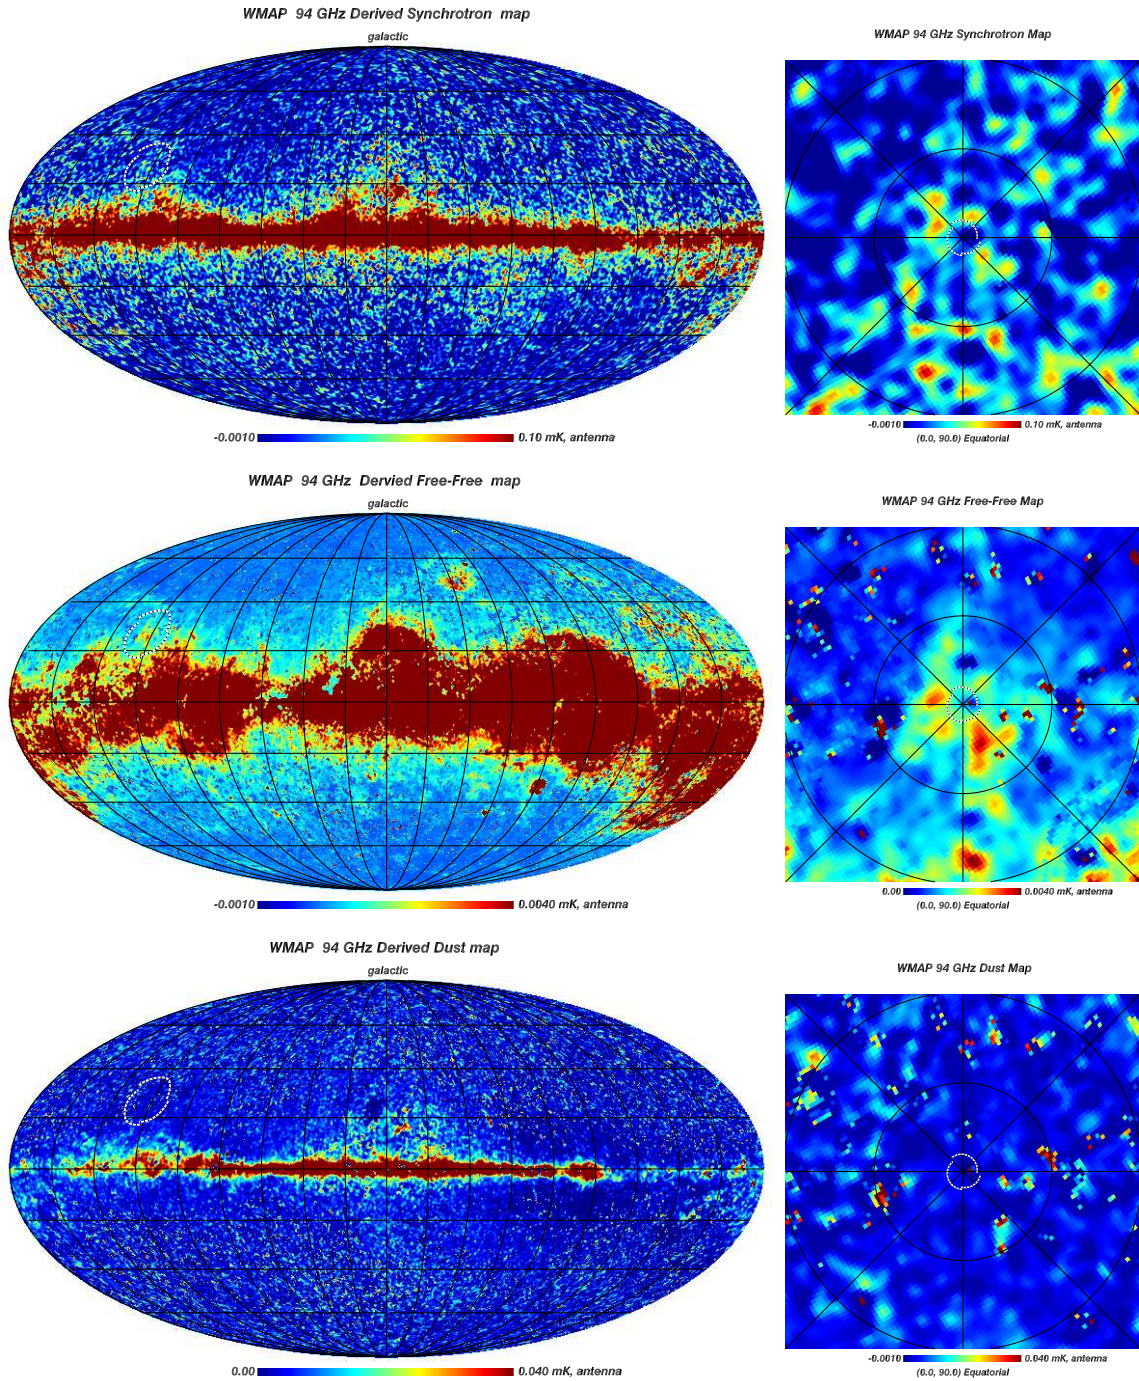 WMAP 94 GHz Derived Synchrotron map
galactic
-0.0010 0.10 mK, antenna
WMAP 94 GHz Synchrotron Map
-0.0010 0.10 mK, antenna
(0.0, 90.0) Equatorial
WMAP 94 GHz Dervied Free-Free map
galactic
-0.0010 0.0040 mK, antenna
WMAP 94 GHz Free-Free Map
0.00 0.0040 mK, antenna
(0.0, 90.0) Equatorial
WMAP 94 GHz Derived Dust map
galactic
0.00 0.040 mK, antenna
WMAP 94 GHz Dust Map
-0.0010 0.040 mK, antenna
(0.0, 90.0) Equatorial